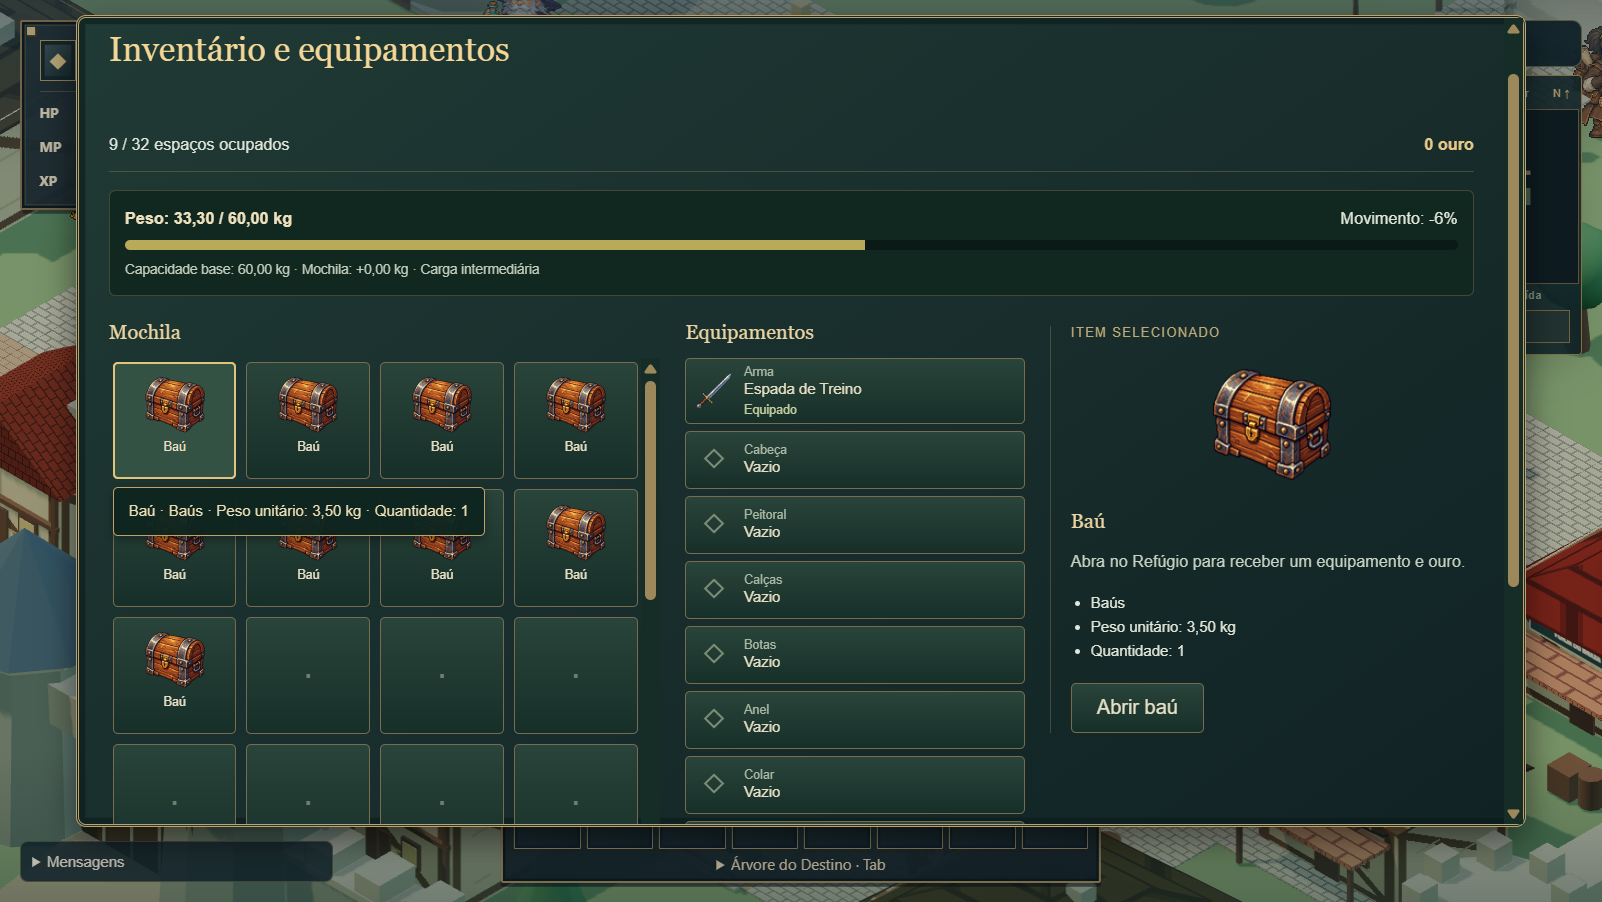 Inventário e equipamentos
HP
MP
XP
N ↑
9 / 32 espaços ocupados
0 ouro
Peso: 33,30 / 60,00 kg
Movimento: -6%
Capacidade base: 60,00 kg · Mochila: +0,00 kg · Carga intermediária
Mochila
Baú
Baú
Baú
Baú
Baú · Baús · Peso unitário: 3,50 kg · Quantidade: 1
Baú
Baú
Baú
Baú
Baú
Equipamentos
Arma
Espada de Treino
Equipado
Cabeça
Vazio
Peitoral
Vazio
Calças
Vazio
Botas
Vazio
Anel
Vazio
Colar
Vazio
ITEM SELECIONADO
Baú
Abra no Refúgio para receber um equipamento e ouro.
• Baús
• Peso unitário: 3,50 kg
• Quantidade: 1
Abrir baú
▶ Mensagens
▶ Árvore do Destino · Tab